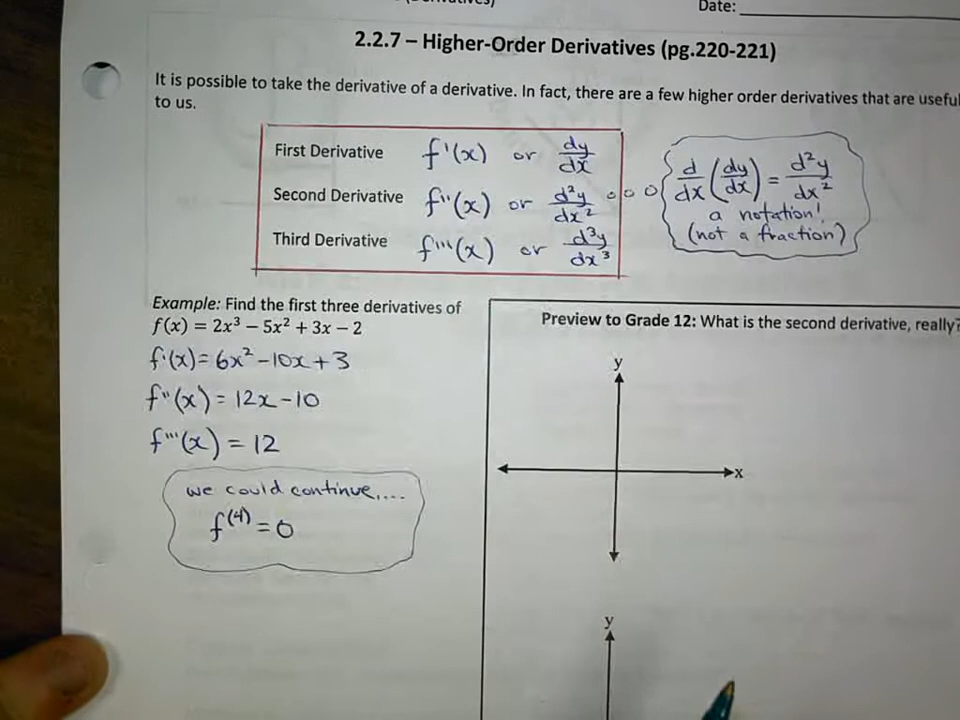 Date:
2.2.7 – Higher-Order Derivatives (pg.220-221)
It is possible to take the derivative of a derivative. In fact, there are a few higher order derivatives that are useful
to us.
First Derivative f'(x) or dy/dx
Second Derivative f''(x) or d²y/dx²
Third Derivative f'''(x) or d³y/dx³
d/dx (dy/dx) = d²y/dx²
a notation!
(not a fraction)
Example: Find the first three derivatives of
f(x) = 2x³ − 5x² + 3x − 2
f'(x) = 6x² − 10x + 3
f''(x) = 12x − 10
f'''(x) = 12
we could continue,...
f⁽⁴⁾ = 0
Preview to Grade 12: What is the second derivative, really?
y
x
y